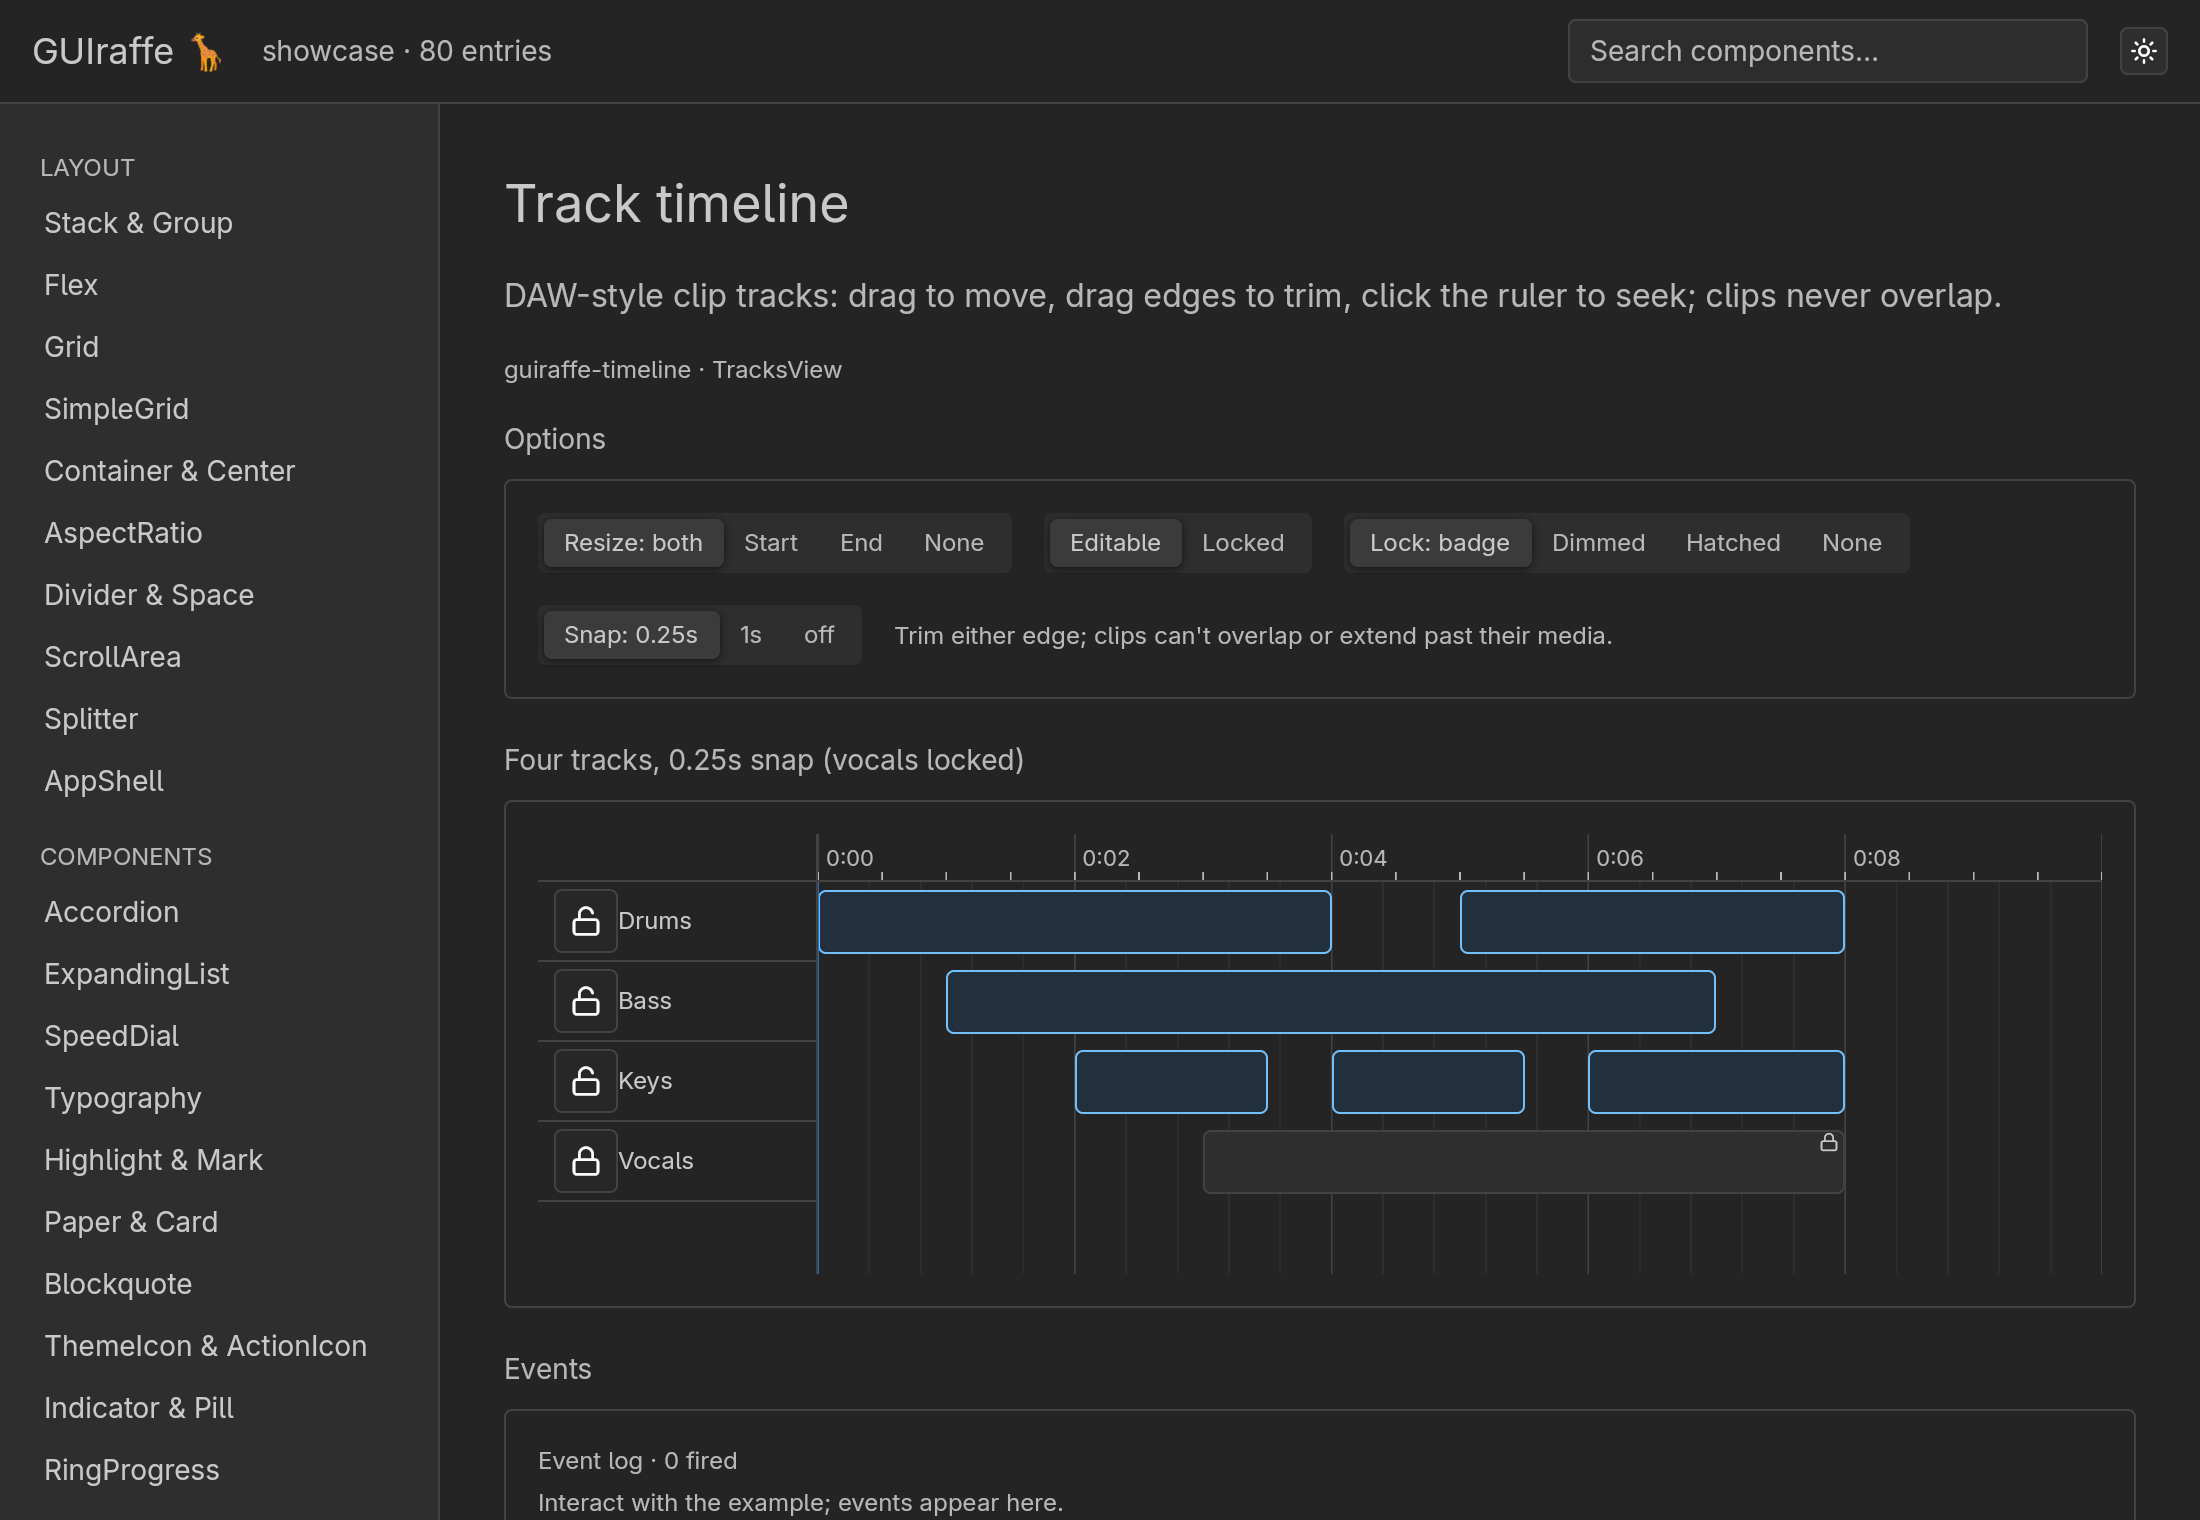 GUIraffe 🦒 showcase · 80 entries Search components...
LAYOUT
Stack & Group
Flex
Grid
SimpleGrid
Container & Center
AspectRatio
Divider & Space
ScrollArea
Splitter
AppShell
COMPONENTS
Accordion
ExpandingList
SpeedDial
Typography
Highlight & Mark
Paper & Card
Blockquote
ThemeIcon & ActionIcon
Indicator & Pill
RingProgress
Track timeline
DAW-style clip tracks: drag to move, drag edges to trim, click the ruler to seek; clips never overlap.
guiraffe-timeline · TracksView
Options
Resize: both Start End None Editable Locked Lock: badge Dimmed Hatched None
Snap: 0.25s 1s off Trim either edge; clips can't overlap or extend past their media.
Four tracks, 0.25s snap (vocals locked)
0:00 0:02 0:04 0:06 0:08
Drums
Bass
Keys
Vocals
Events
Event log · 0 fired
Interact with the example; events appear here.